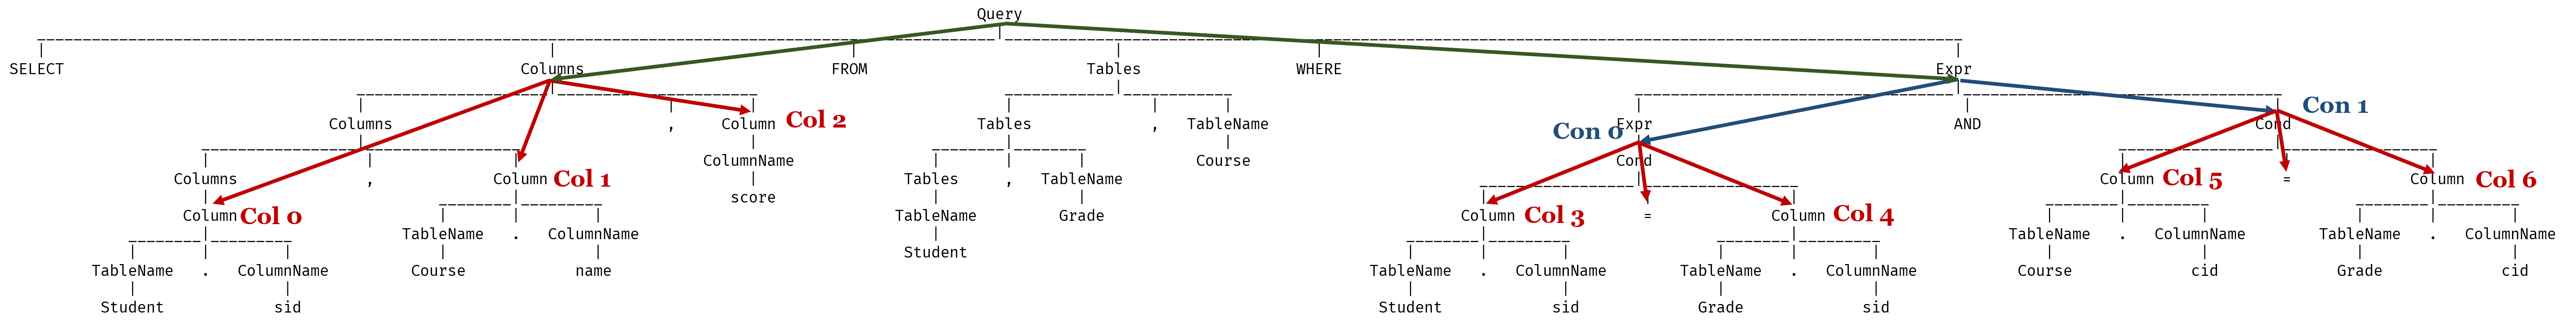 Query
SELECT Columns FROM Tables WHERE Expr
Columns , Column Col 2 Tables , TableName Con 0 Expr AND Cond Con 1
Columns , Column Col 1 ColumnName Tables , TableName Course Cond Column Col 5 = Column Col 6
Column Col 0 TableName . ColumnName score TableName Grade Column Col 3 = Column Col 4 TableName . ColumnName TableName . ColumnName
TableName . ColumnName Course name Student TableName . ColumnName TableName . ColumnName Course cid Grade cid
Student sid Student sid Grade sid